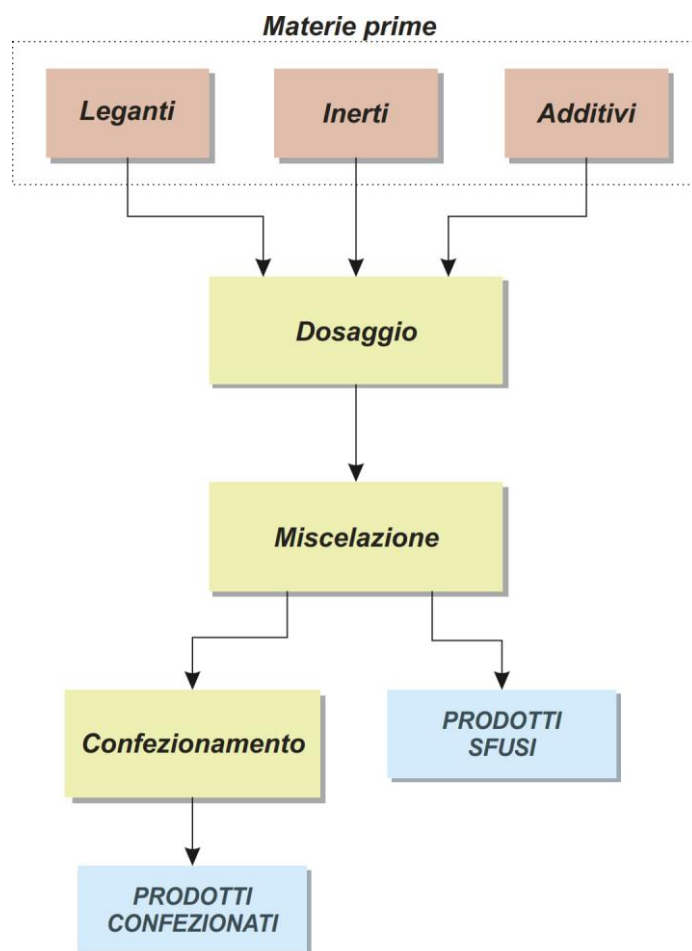 Materie prime
Leganti
Inerti
Additivi
Dosaggio
Miscelazione
Confezionamento
PRODOTTI
SFUSI
PRODOTTI
CONFEZIONATI